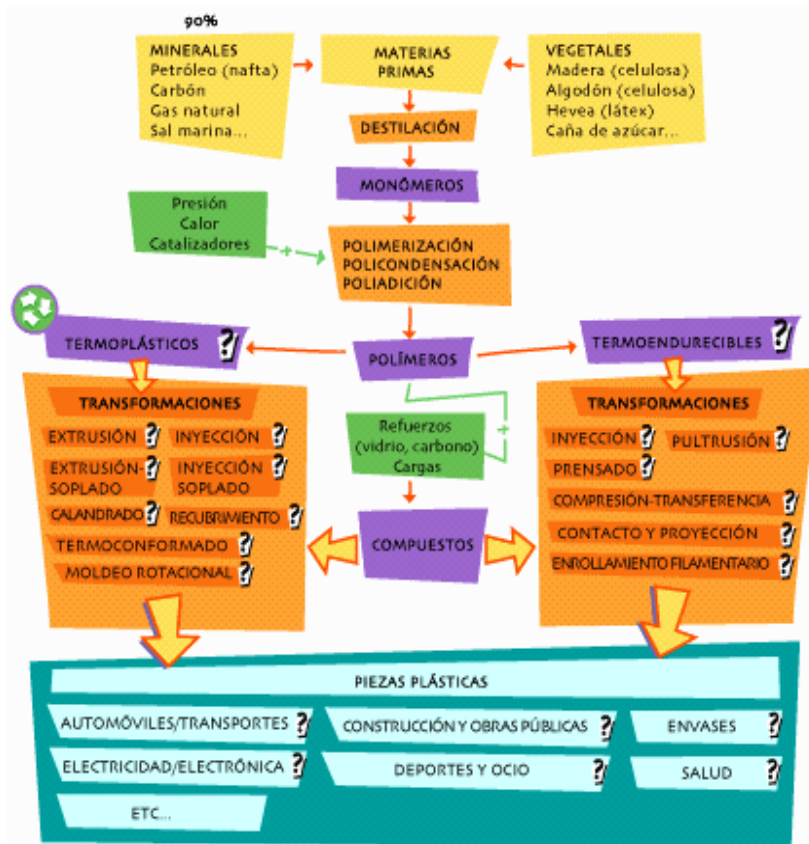 90%
MINERALES
Petróleo (nafta)
Carbón
Gas natural
Sal marina...
MATERIAS
PRIMAS
VEGETALES
Madera (celulosa)
Algodón (celulosa)
Hevea (látex)
Caña de azúcar...
DESTILACIÓN
MONÓMEROS
Presión
Calor
Catalizadores
+
POLIMERIZACIÓN
POLICONDENSACIÓN
POLIADICIÓN
TERMOPLÁSTICOS ?
POLÍMEROS
TERMOENDURECIBLES ?
TRANSFORMACIONES
EXTRUSIÓN ?
INYECCIÓN ?
EXTRUSIÓN- ?
SOPLADO
INYECCIÓN ?
SOPLADO
CALANDRADO ?
RECUBRIMIENTO ?
TERMOCONFORMADO ?
MOLDEO ROTACIONAL ?
Refuerzos
(vidrio, carbono)
Cargas
+
COMPUESTOS
TRANSFORMACIONES
INYECCIÓN ?
PULTRUSIÓN ?
PRENSADO ?
COMPRESIÓN-TRANSFERENCIA ?
CONTACTO Y PROYECCIÓN ?
ENROLLAMIENTO FILAMENTARIO ?
PIEZAS PLÁSTICAS
AUTOMÓVILES/TRANSPORTES ?
CONSTRUCCIÓN Y OBRAS PÚBLICAS ?
ENVASES ?
ELECTRICIDAD/ELECTRÓNICA ?
DEPORTES Y OCIO ?
SALUD ?
ETC...